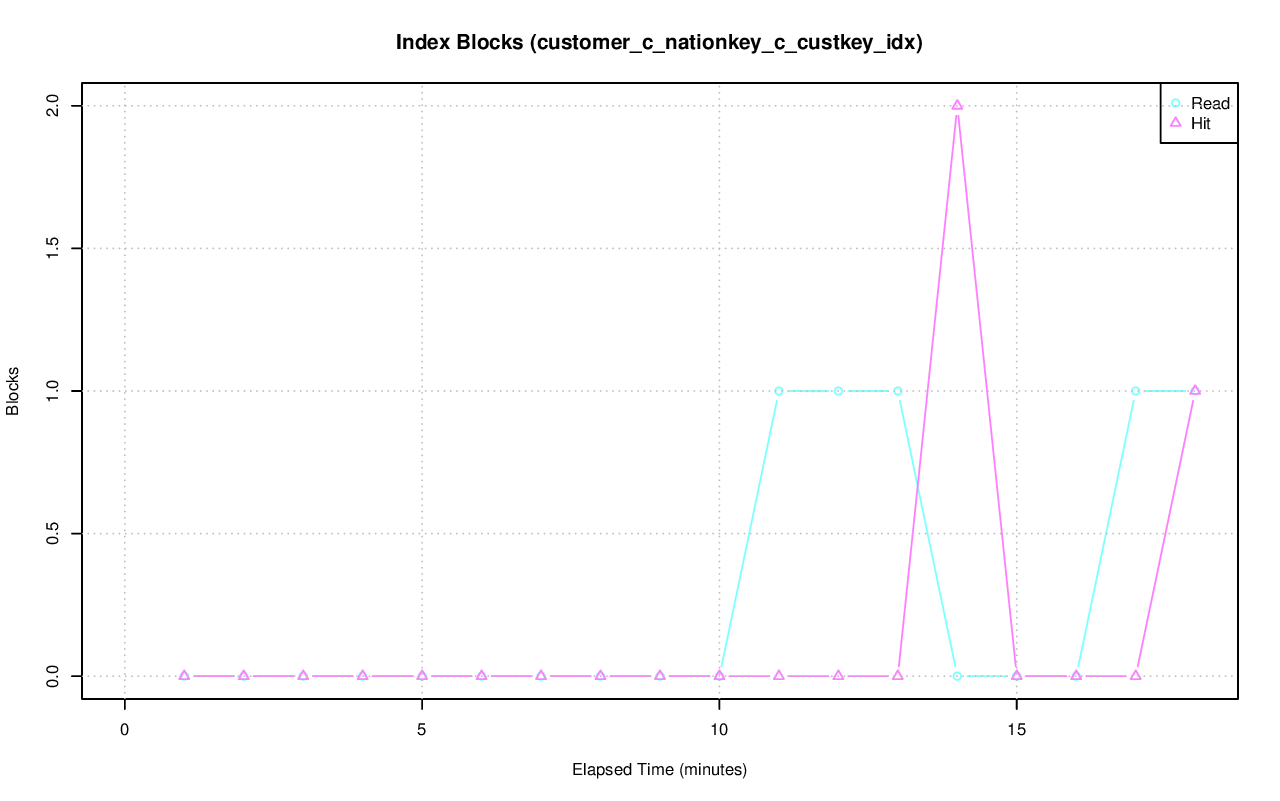 Index Blocks (customer_c_nationkey_c_custkey_idx)
Read
Hit
2.0
1.5
1.0
0.5
0.0
Blocks
0 5 10 15
Elapsed Time (minutes)